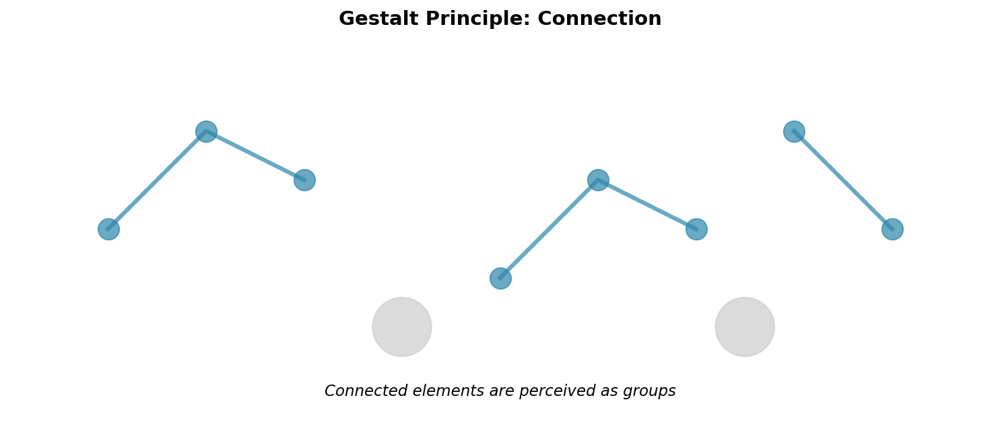 Gestalt Principle: Connection
Connected elements are perceived as groups